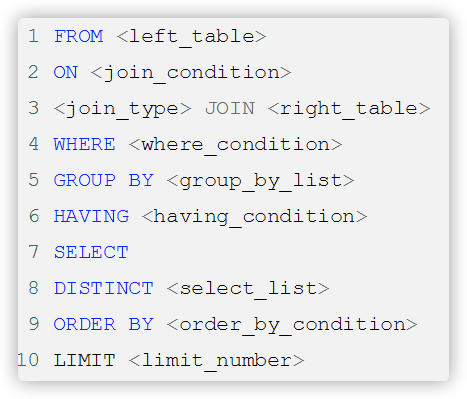 1 FROM <left_table>
2 ON <join_condition>
3 <join_type> JOIN <right_table>
4 WHERE <where_condition>
5 GROUP BY <group_by_list>
6 HAVING <having_condition>
7 SELECT
8 DISTINCT <select_list>
9 ORDER BY <order_by_condition>
10 LIMIT <limit_number>